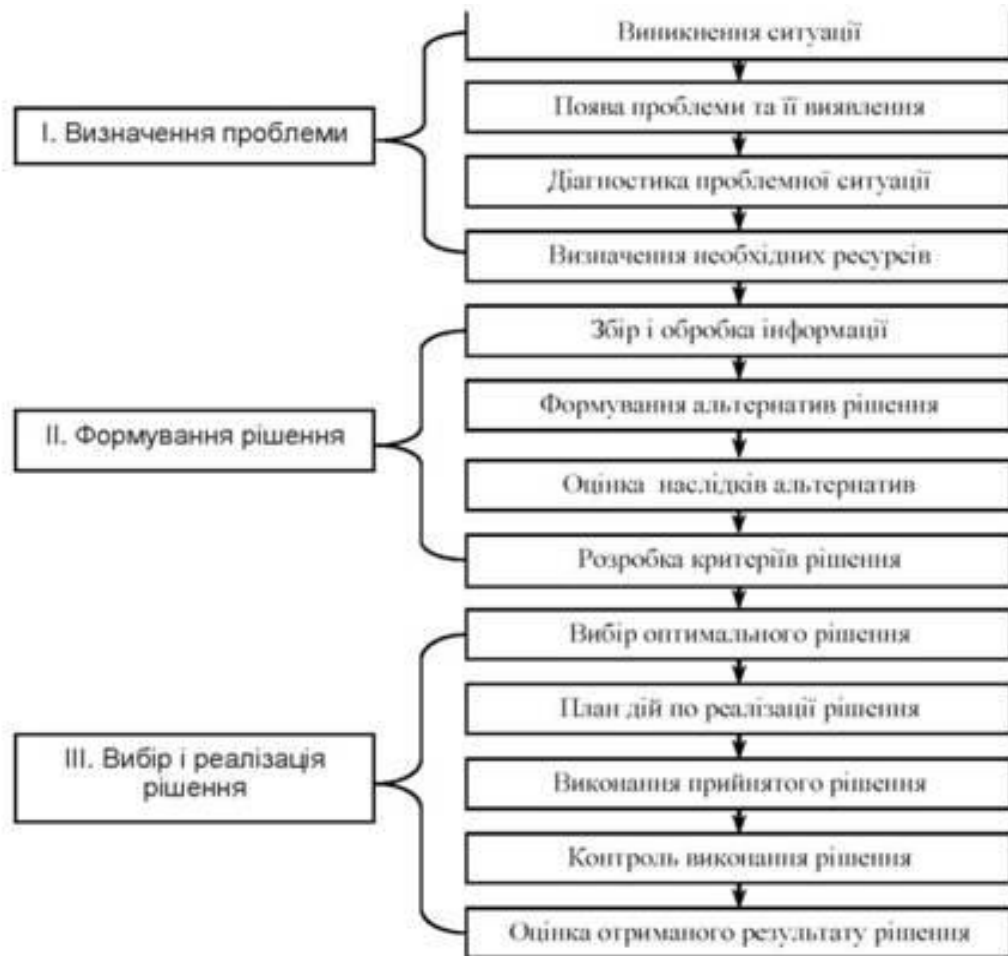 Виникнення ситуації
Поява проблеми та її виявлення
I. Визначення проблеми
Діагностика проблемної ситуації
Визначення необхідних ресурсів
Збір і обробка інформації
Формування альтернатив рішення
II. Формування рішення
Оцінка наслідків альтернатив
Розробка критеріїв рішення
Вибір оптимального рішення
План дій по реалізації рішення
III. Вибір і реалізація
рішення
Виконання прийнятого рішення
Контроль виконання рішення
Оцінка отриманого результату рішення